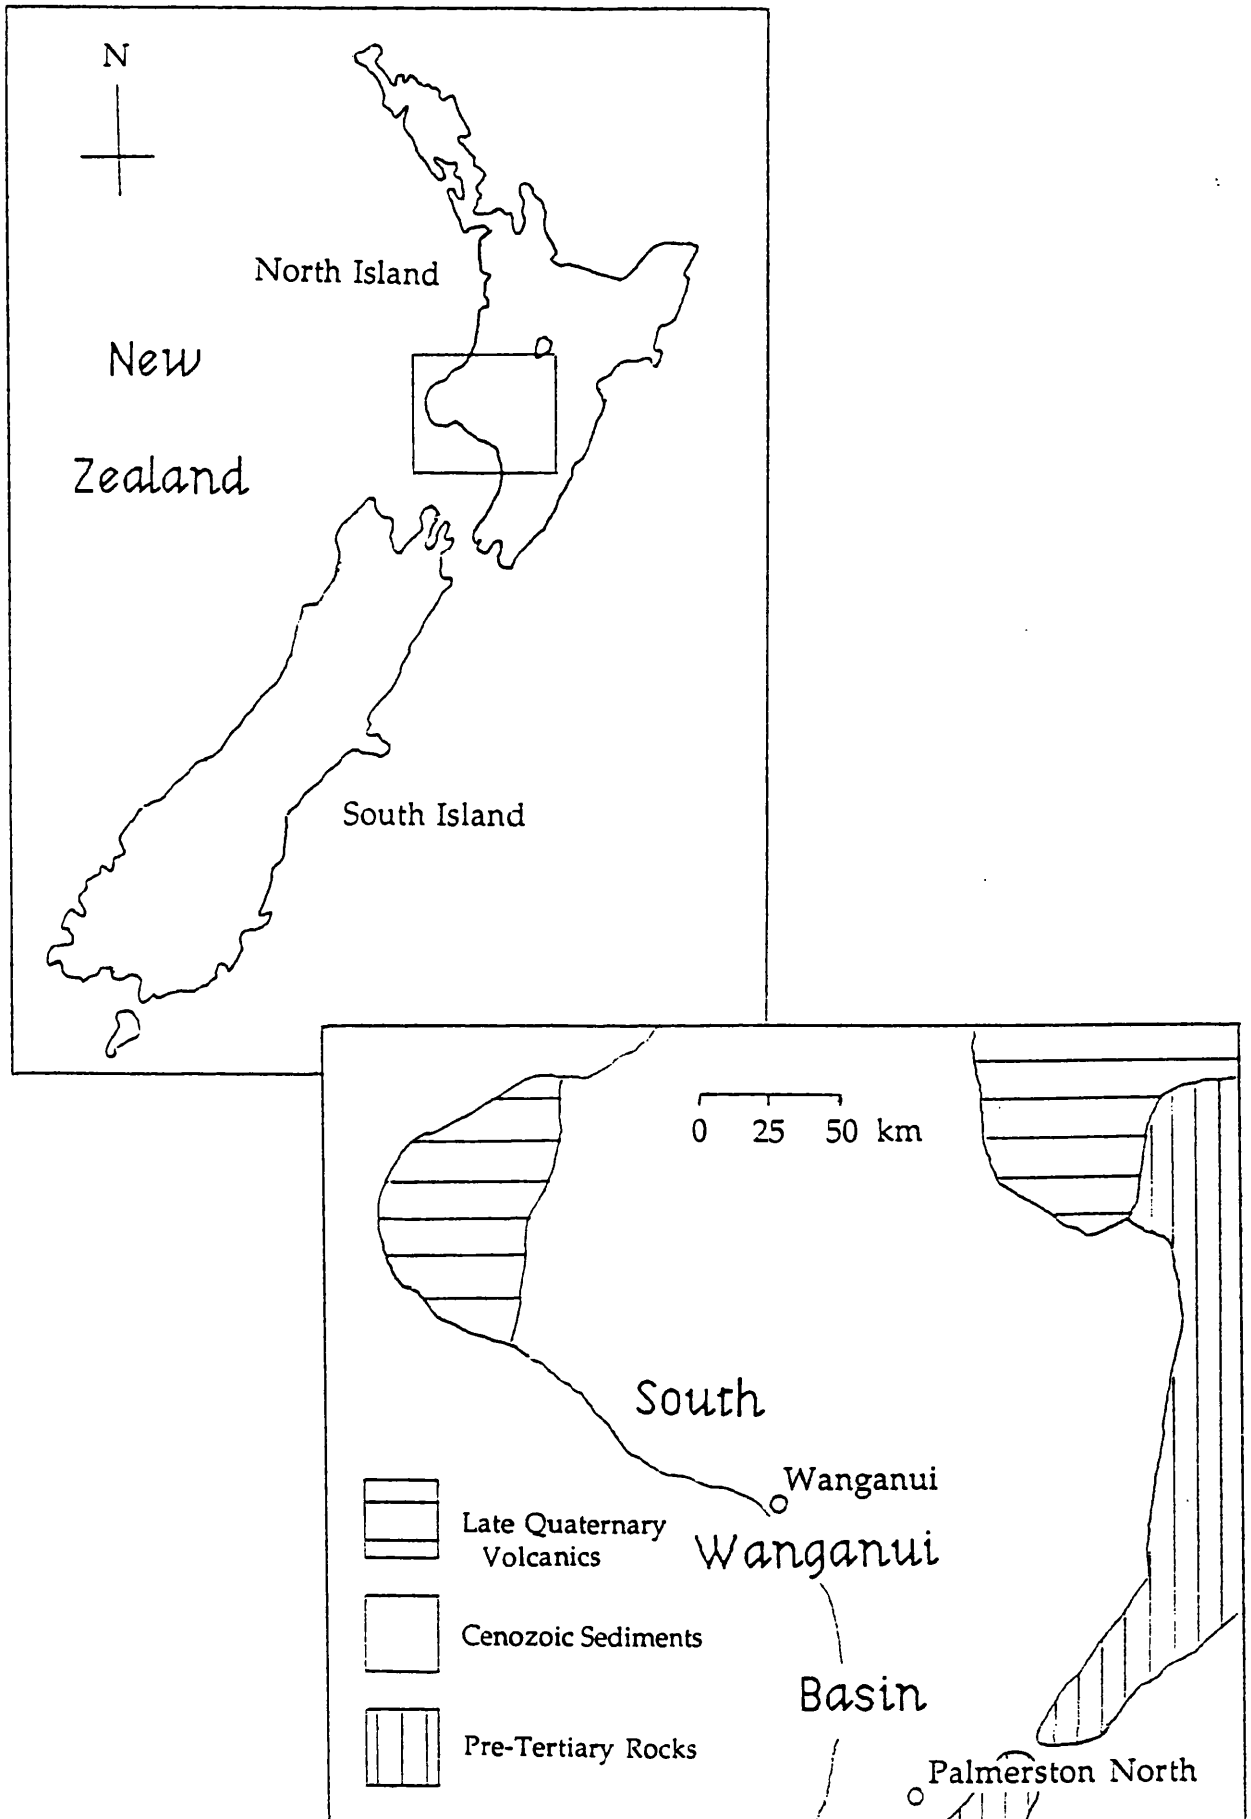 N
North Island
New
Zealand
South Island
0 25 50 km
South
Wanganui
Wanganui
Basin
Late Quaternary
Volcanics
Cenozoic Sediments
Pre-Tertiary Rocks
Palmerston North